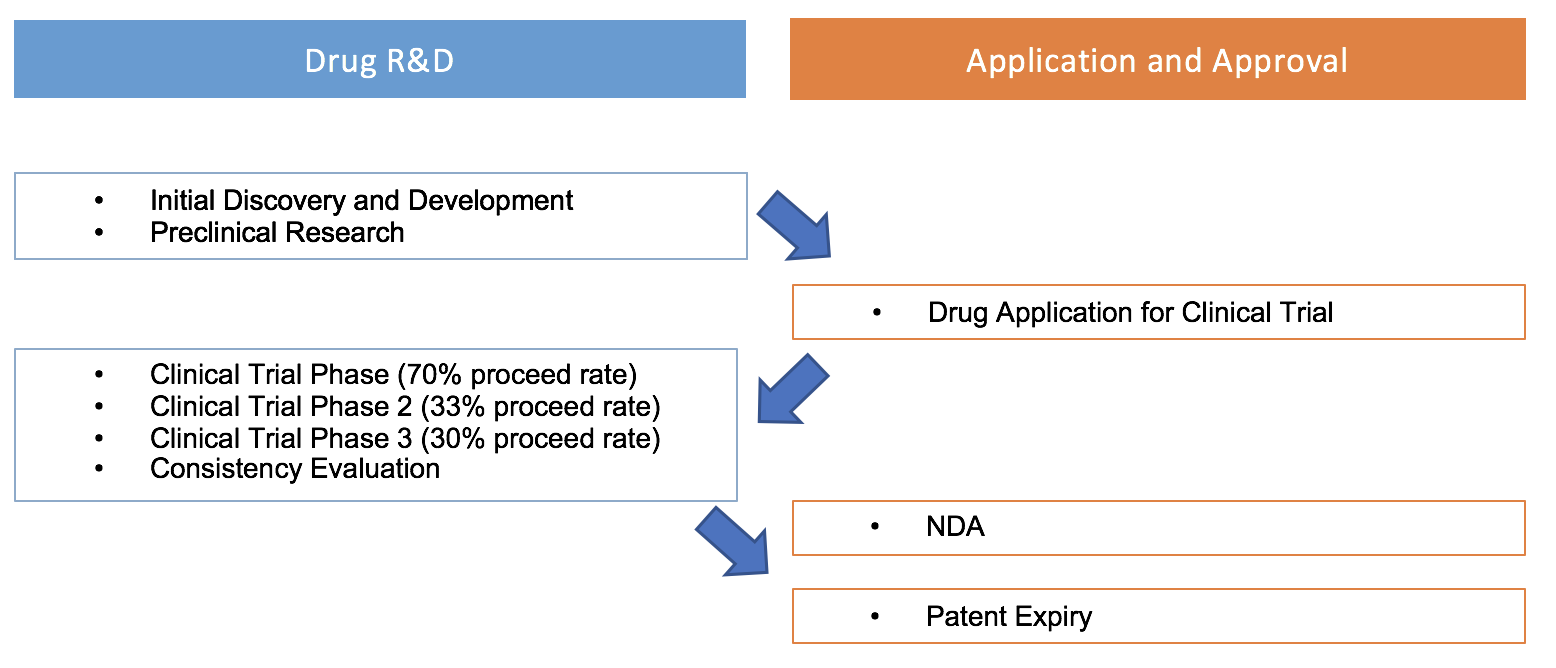 Drug R&D
Application and Approval
• Initial Discovery and Development
• Preclinical Research
• Drug Application for Clinical Trial
• Clinical Trial Phase (70% proceed rate)
• Clinical Trial Phase 2 (33% proceed rate)
• Clinical Trial Phase 3 (30% proceed rate)
• Consistency Evaluation
• NDA
• Patent Expiry